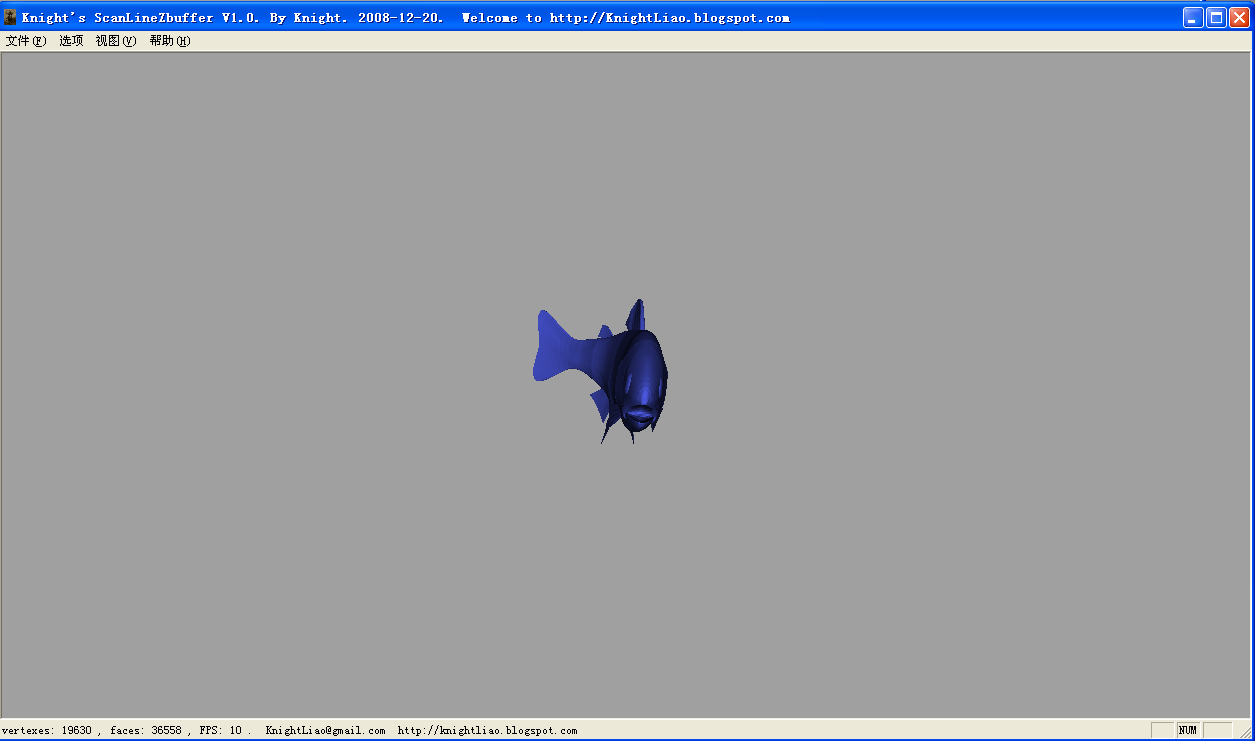 Knight's ScanLineZbuffer V1.0. By Knight. 2008-12-20.  Welcome to http://KnightLiao.blogspot.com
文件(F) 选项 视图(V) 帮助(H)
vertexes: 19630 , faces: 36558 , FPS: 10 .  KnightLiao@gmail.com  http://knightliao.blogspot.com NUM